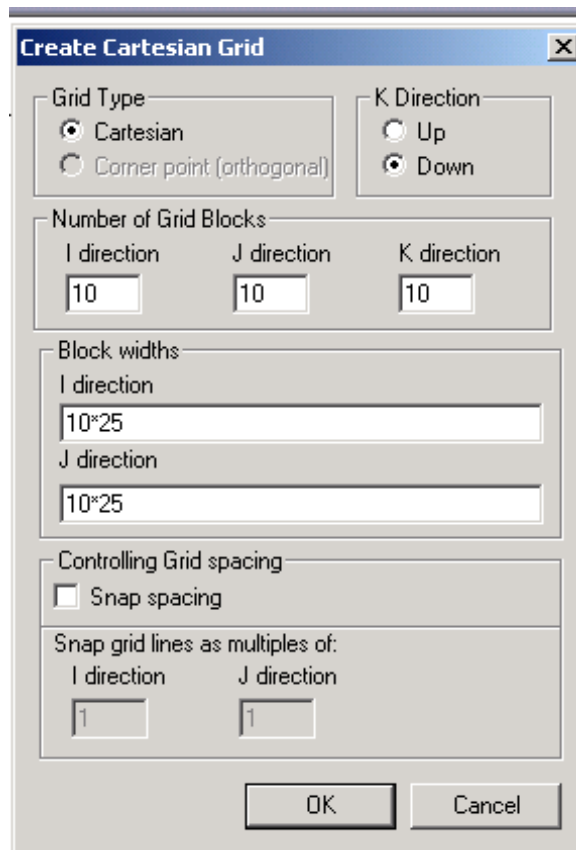 Create Cartesian Grid
Grid Type
Cartesian
Corner point (orthogonal)
K Direction
Up
Down
Number of Grid Blocks
I direction J direction K direction
10 10 10
Block widths
I direction
10*25
J direction
10*25
Controlling Grid spacing
Snap spacing
Snap grid lines as multiples of:
I direction J direction
1 1
OK Cancel